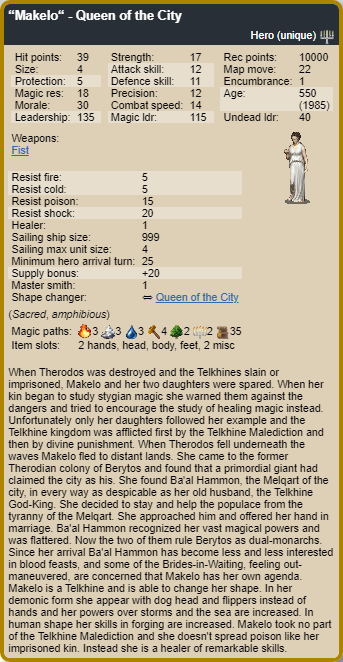 “Makelo“ - Queen of the City
Hero (unique)
Hit points: 39 Strength: 17 Rec points: 10000
Size: 4 Attack skill: 12 Map move: 22
Protection: 5 Defence skill: 11 Encumbrance: 1
Magic res: 18 Precision: 12 Age: 550
Morale: 30 Combat speed: 14 (1985)
Leadership: 135 Magic ldr: 115 Undead ldr: 40
Weapons:
Fist
Resist fire: 5
Resist cold: 5
Resist poison: 15
Resist shock: 20
Healer: 1
Sailing ship size: 999
Sailing max unit size: 4
Minimum hero arrival turn: 25
Supply bonus: +20
Master smith: 1
Shape changer: ⇔ Queen of the City
(Sacred, amphibious)
Magic paths: 3 3 3 4 2 2 35
Item slots: 2 hands, head, body, feet, 2 misc
When Therodos was destroyed and the Telkhines slain or
imprisoned, Makelo and her two daughters were spared. When her
kin began to study stygian magic she warned them against the
dangers and tried to encourage the study of healing magic instead.
Unfortunately only her daughters followed her example and the
Telkhine kingdom was afflicted first by the Telkhine Malediction and
then by divine punishment. When Therodos fell underneath the
waves Makelo fled to distant lands. She came to the former
Therodian colony of Berytos and found that a primordial giant had
claimed the city as his. She found Ba'al Hammon, the Melqart of the
city, in every way as despicable as her old husband, the Telkhine
God-King. She decided to stay and help the populace from the
tyranny of the Melqart. She approached him and offered her hand in
marriage. Ba'al Hammon recognized her vast magical powers and
was flattered. Now the two of them rule Berytos as dual-monarchs.
Since her arrival Ba'al Hammon has become less and less interested
in blood feasts, and some of the Brides-in-Waiting, feeling out-
maneuvered, are concerned that Makelo has her own agenda.
Makelo is a Telkhine and is able to change her shape. In her
demonic form she appear with dog head and flippers instead of
hands and her powers over storms and the sea are increased. In
human shape her skills in forging are increased. Makelo took no part
of the Telkhine Malediction and she doesn't spread poison like her
imprisoned kin. Instead she is a healer of remarkable skills.